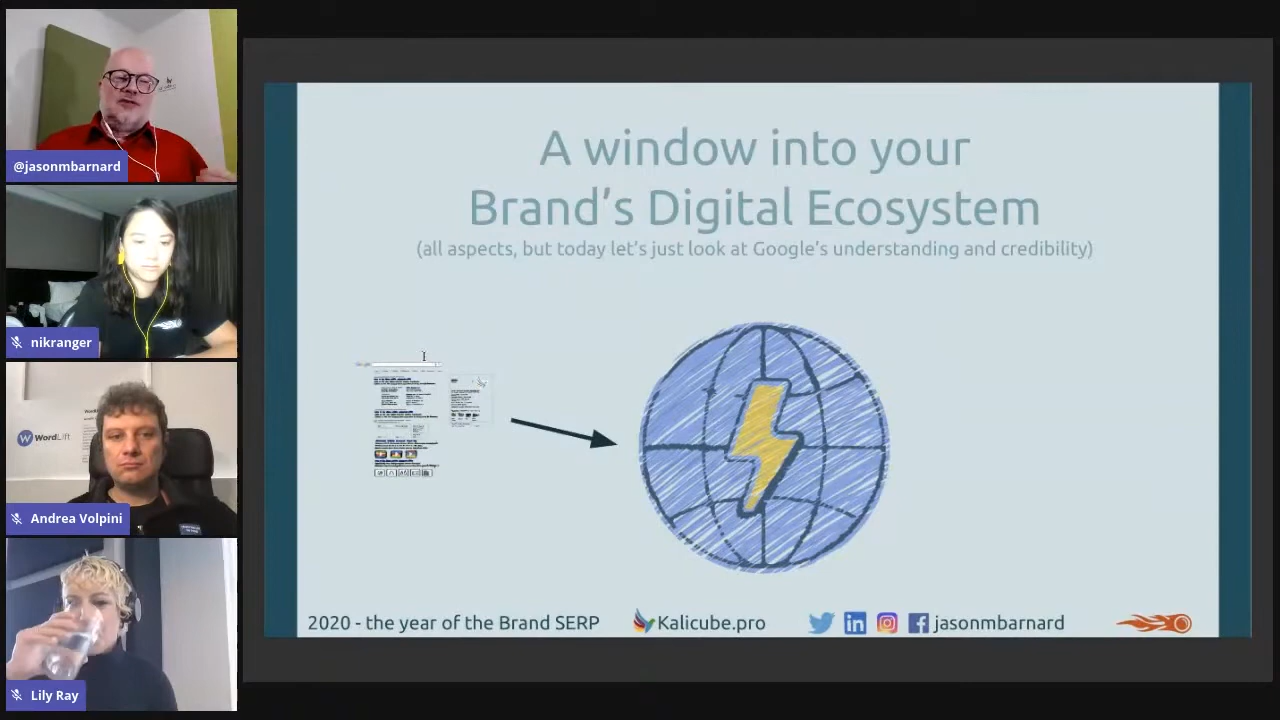 @jasonmbarnard
nikranger
WordLift
Andrea Volpini
Lily Ray
A window into your
Brand’s Digital Ecosystem
(all aspects, but today let’s just look at Google’s understanding and credibility)
2020 - the year of the Brand SERP
Kalicube.pro
jasonmbarnard